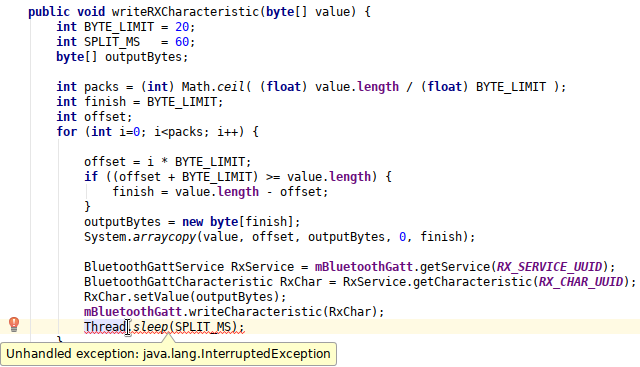 public void writeRXCharacteristic(byte[] value) {
int BYTE_LIMIT = 20;
int SPLIT_MS   = 60;
byte[] outputBytes;
int packs = (int) Math.ceil( (float) value.length / (float) BYTE_LIMIT );
int finish = BYTE_LIMIT;
int offset;
for (int i=0; i<packs; i++) {
offset = i * BYTE_LIMIT;
if ((offset + BYTE_LIMIT) >= value.length) {
finish = value.length - offset;
}
outputBytes = new byte[finish];
System.arraycopy(value, offset, outputBytes, 0, finish);
BluetoothGattService RxService = mBluetoothGatt.getService(RX_SERVICE_UUID);
BluetoothGattCharacteristic RxChar = RxService.getCharacteristic(RX_CHAR_UUID);
RxChar.setValue(outputBytes);
mBluetoothGatt.writeCharacteristic(RxChar);
Thread.sleep(SPLIT_MS);
}
Unhandled exception: java.lang.InterruptedException